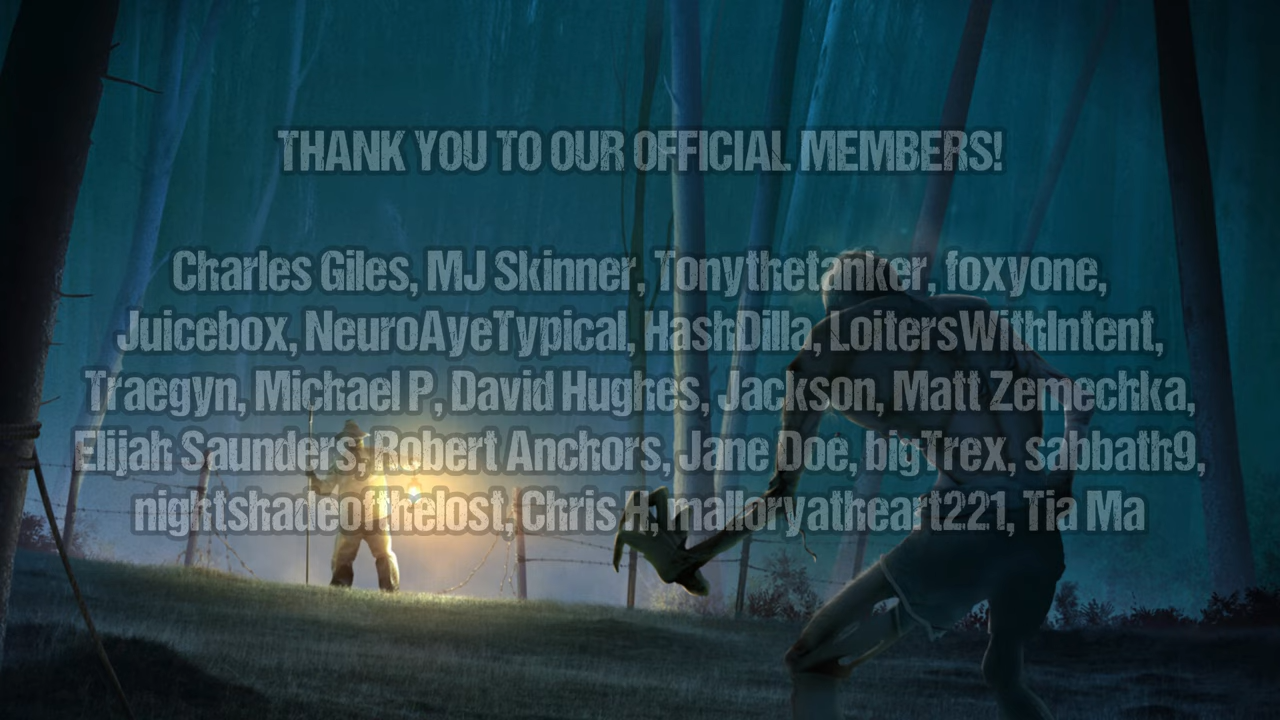 THANK YOU TO OUR OFFICIAL MEMBERS!
Charles Giles, MJ Skinner, Tonythetanker, foxyone,
Juicebox, NeuroAyeTypical, HashDilla, LoitersWithIntent,
Traegyn, Michael P, David Hughes, Jackson, Matt Zemechka,
Elijah Saunders, Robert Anchors, Jane Doe, bigTrex, sabbath9,
nightshadeofthelost, Chris H, malloryatheart221, Tia Ma